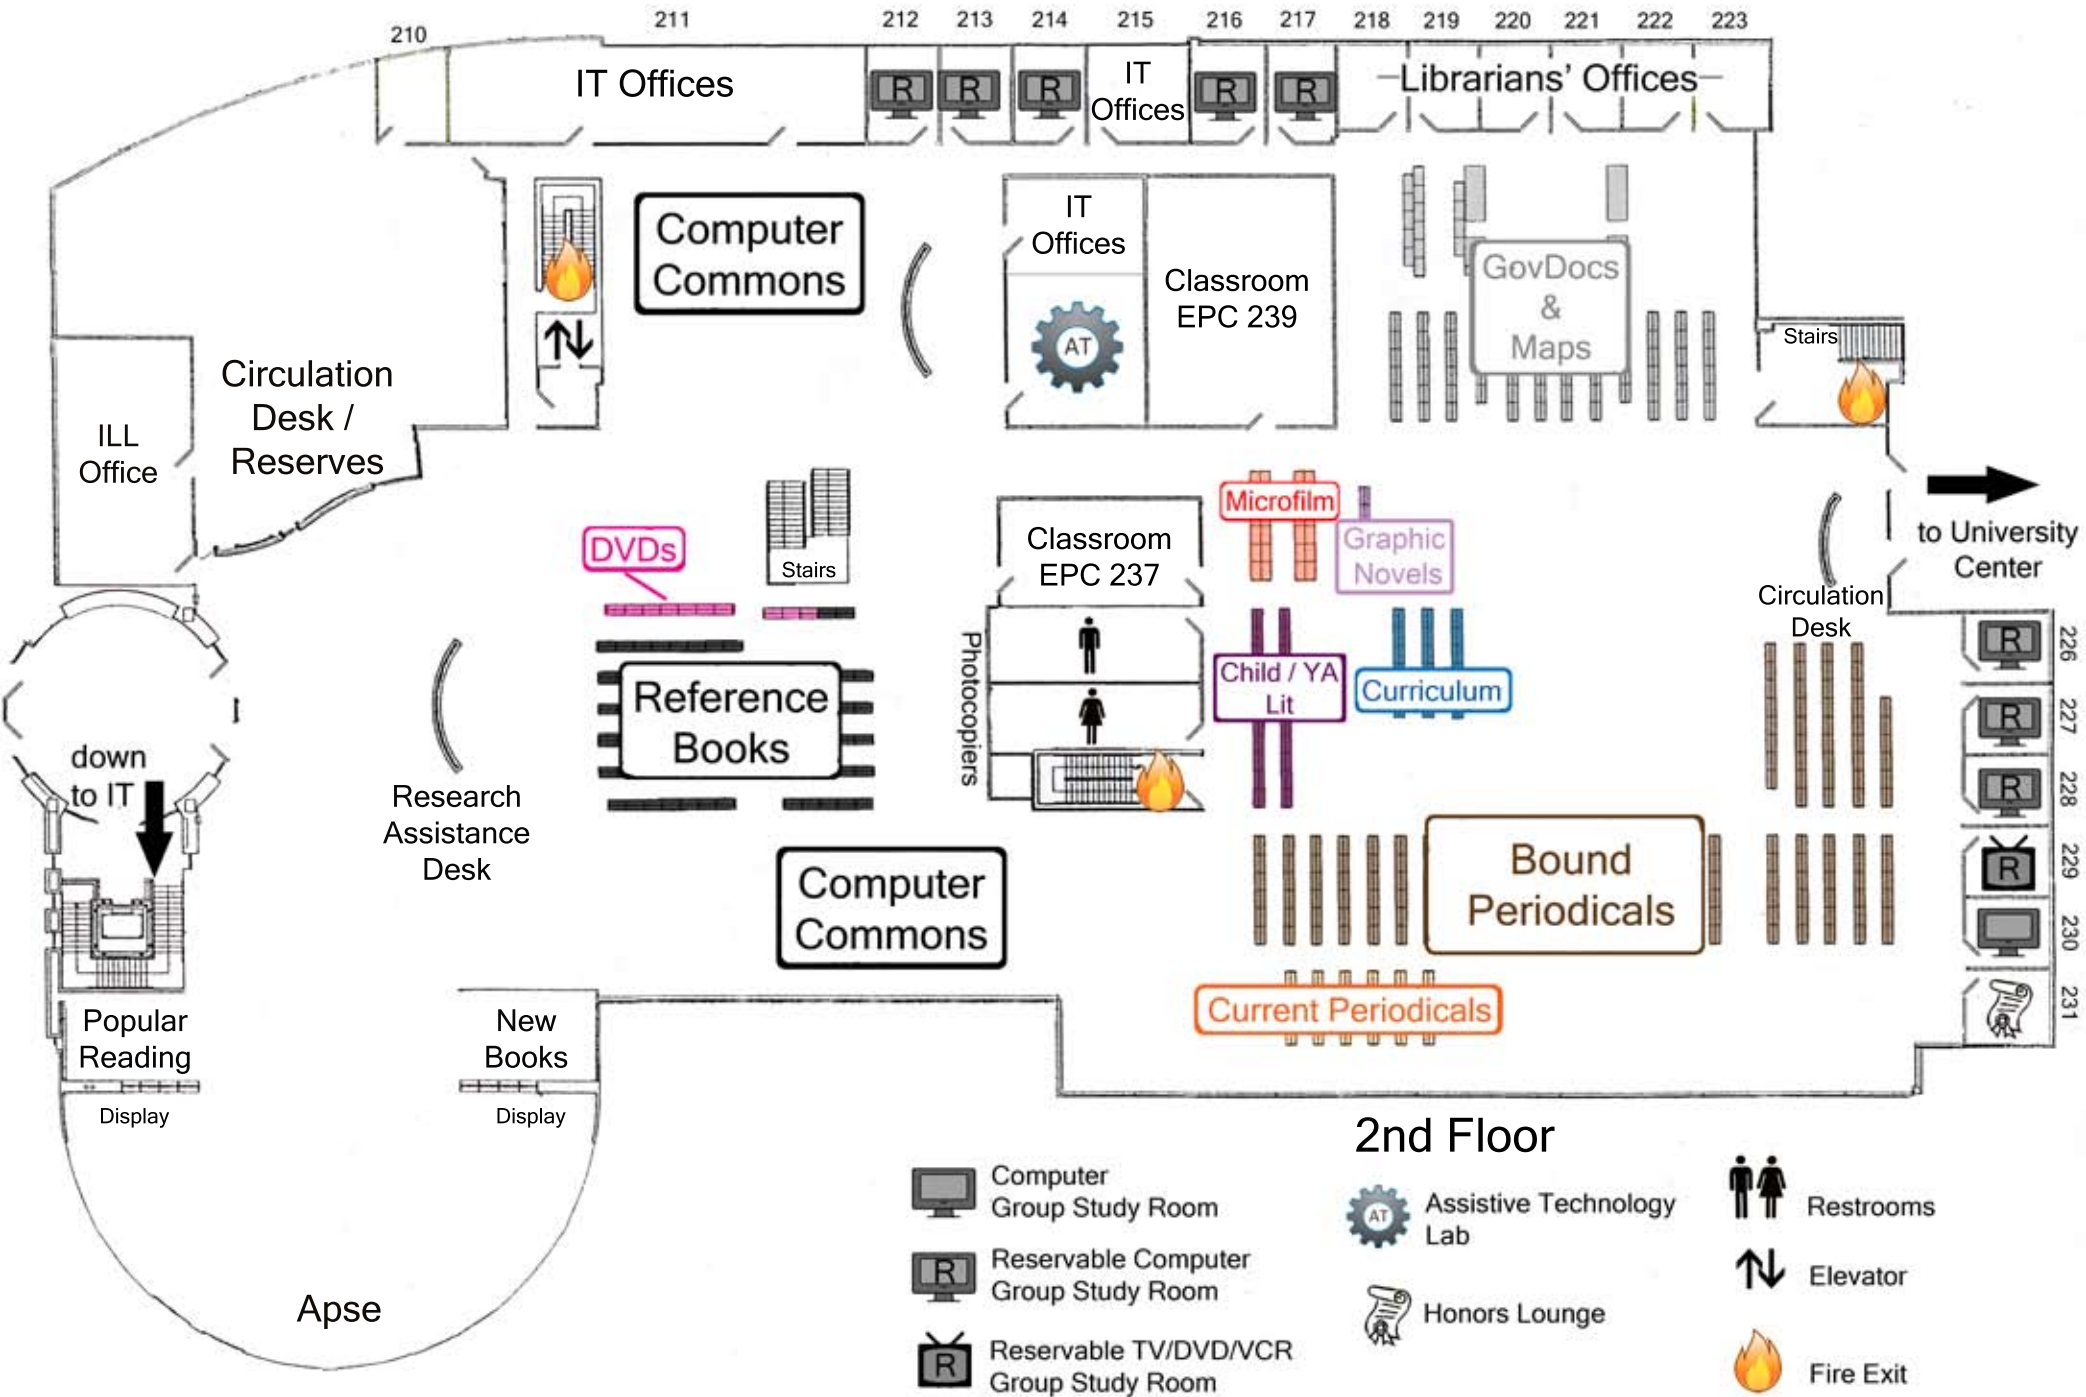 210
211
212
213
214
215
216
217
218
219
220
221
222
223
IT Offices
R
R
R
IT
Offices
R
R
Librarians' Offices
Computer
Commons
IT
Offices
AT
Classroom
EPC 239
GovDocs
&
Maps
Stairs
Circulation
Desk /
Reserves
ILL
Office
DVDs
Stairs
Classroom
EPC 237
Microfilm
Graphic
Novels
to University
Center
Circulation
Desk
Photocopiers
Reference
Books
Child / YA
Lit
Curriculum
R
226
R
227
R
228
R
229
230
231
down
to IT
Research
Assistance
Desk
Computer
Commons
Bound
Periodicals
Current Periodicals
Popular
Reading
Display
New
Books
Display
Apse
2nd Floor
Computer
Group Study Room
R
Reservable Computer
Group Study Room
R
Reservable TV/DVD/VCR
Group Study Room
AT
Assistive Technology
Lab
Honors Lounge
Restrooms
Elevator
Fire Exit